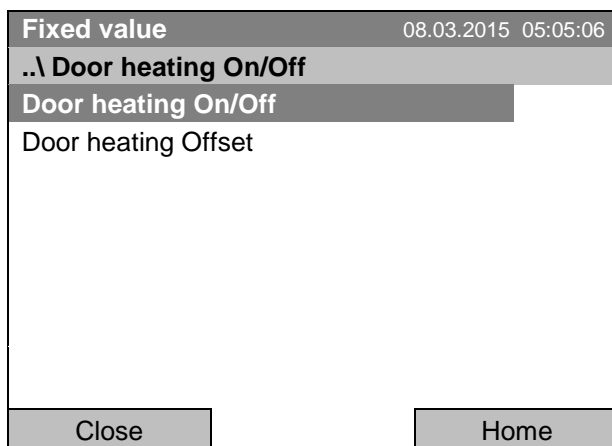 Fixed value 08.03.2015 05:05:06
..\ Door heating On/Off
Door heating On/Off
Door heating Offset
Close Home